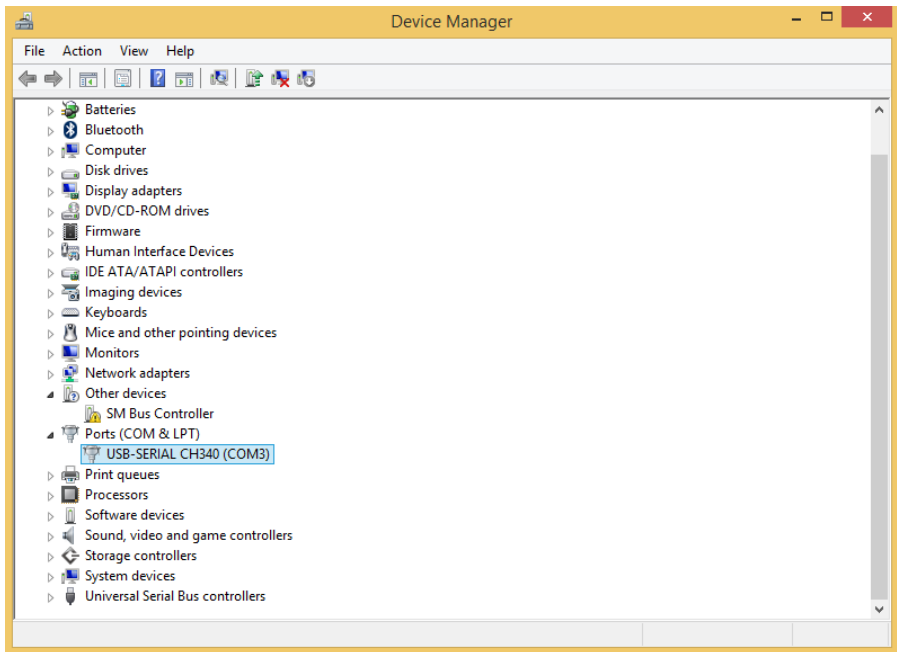 Device Manager
File Action View Help
Batteries
Bluetooth
Computer
Disk drives
Display adapters
DVD/CD-ROM drives
Firmware
Human Interface Devices
IDE ATA/ATAPI controllers
Imaging devices
Keyboards
Mice and other pointing devices
Monitors
Network adapters
Other devices
SM Bus Controller
Ports (COM & LPT)
USB-SERIAL CH340 (COM3)
Print queues
Processors
Software devices
Sound, video and game controllers
Storage controllers
System devices
Universal Serial Bus controllers